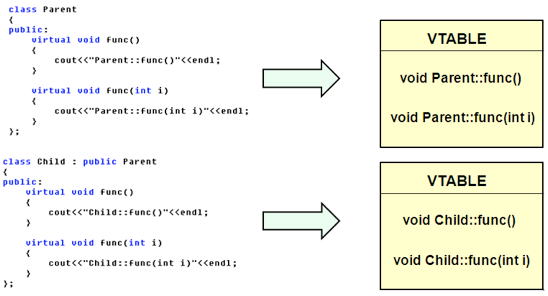 class Parent
{
public:
    virtual void func()
    {
        cout<<"Parent::func()"<<endl;
    }
    virtual void func(int i)
    {
        cout<<"Parent::func(int i)"<<endl;
    }
};
VTABLE
void Parent::func()
void Parent::func(int i)
class Child : public Parent
{
public:
    virtual void func()
    {
        cout<<"Child::func()"<<endl;
    }
    virtual void func(int i)
    {
        cout<<"Child::func(int i)"<<endl;
    }
};
VTABLE
void Child::func()
void Child::func(int i)